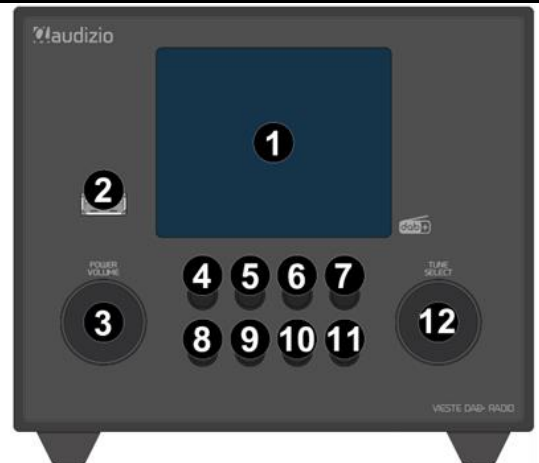 audizio
1
2
dab+
POWER
VOLUME
TUNE
SELECT
4 5 6 7
3
12
8 9 10 11
VIESTE DAB+ RADIO